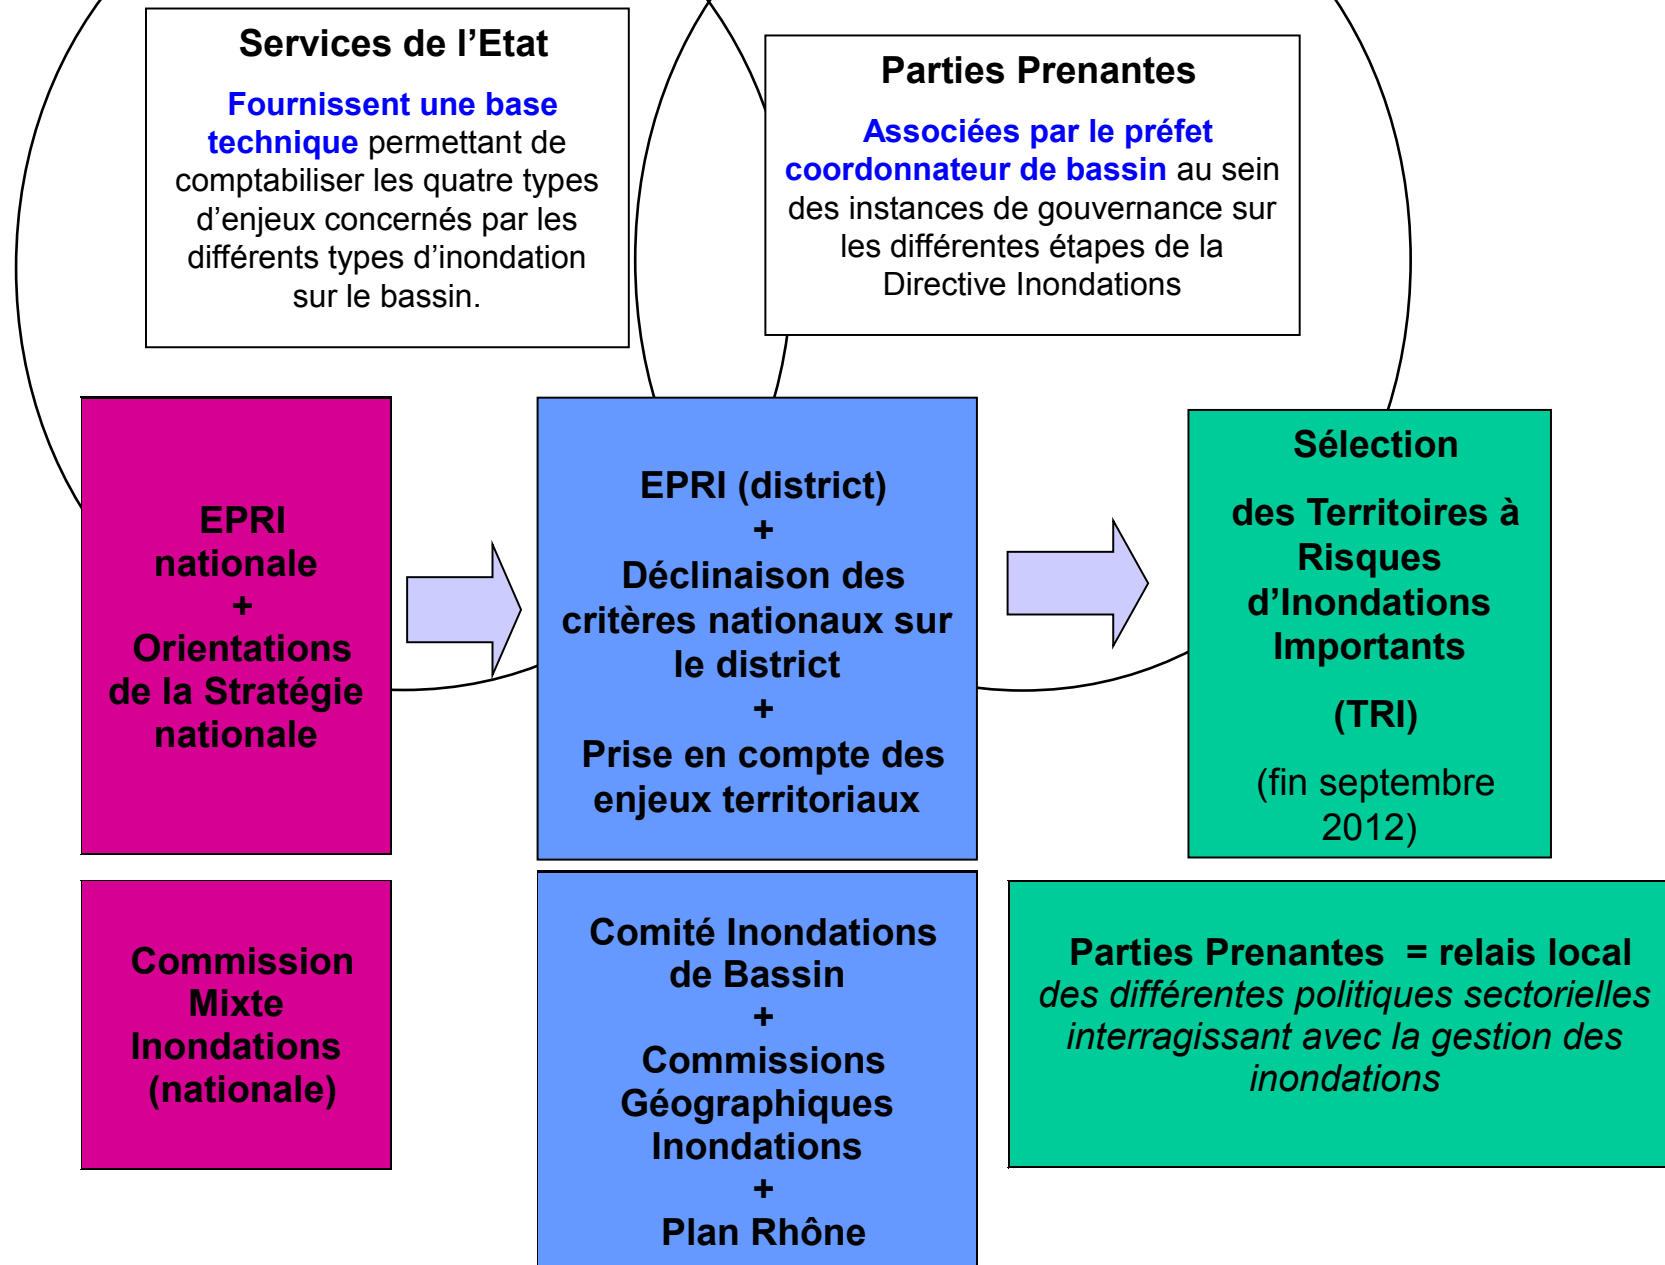 Services de l'Etat
Fournissent une base
technique permettant de
comptabiliser les quatre types
d'enjeux concernés par les
différents types d'inondation
sur le bassin.
Parties Prenantes
Associées par le préfet
coordonnateur de bassin au sein
des instances de gouvernance sur
les différentes étapes de la
Directive Inondations
EPRI
nationale
+
Orientations
de la Stratégie
nationale
EPRI (district)
+
Déclinaison des
critères nationaux sur
le district
+
Prise en compte des
enjeux territoriaux
Sélection
des Territoires à
Risques
d'Inondations
Importants
(TRI)
(fin septembre
2012)
Commission
Mixte
Inondations
(nationale)
Comité Inondations
de Bassin
+
Commissions
Géographiques
Inondations
+
Plan Rhône
Parties Prenantes = relais local
des différentes politiques sectorielles
interragissant avec la gestion des
inondations